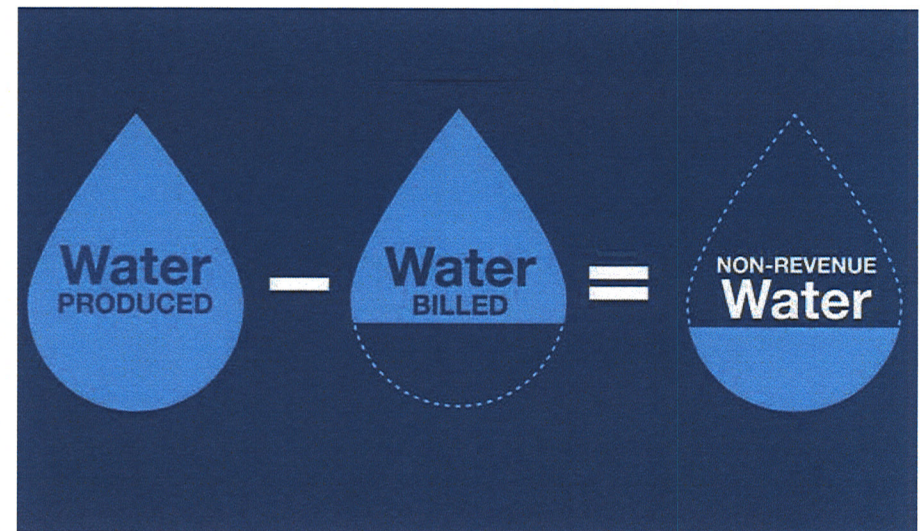 Water
PRODUCED
−
Water
BILLED
=
NON-REVENUE
Water